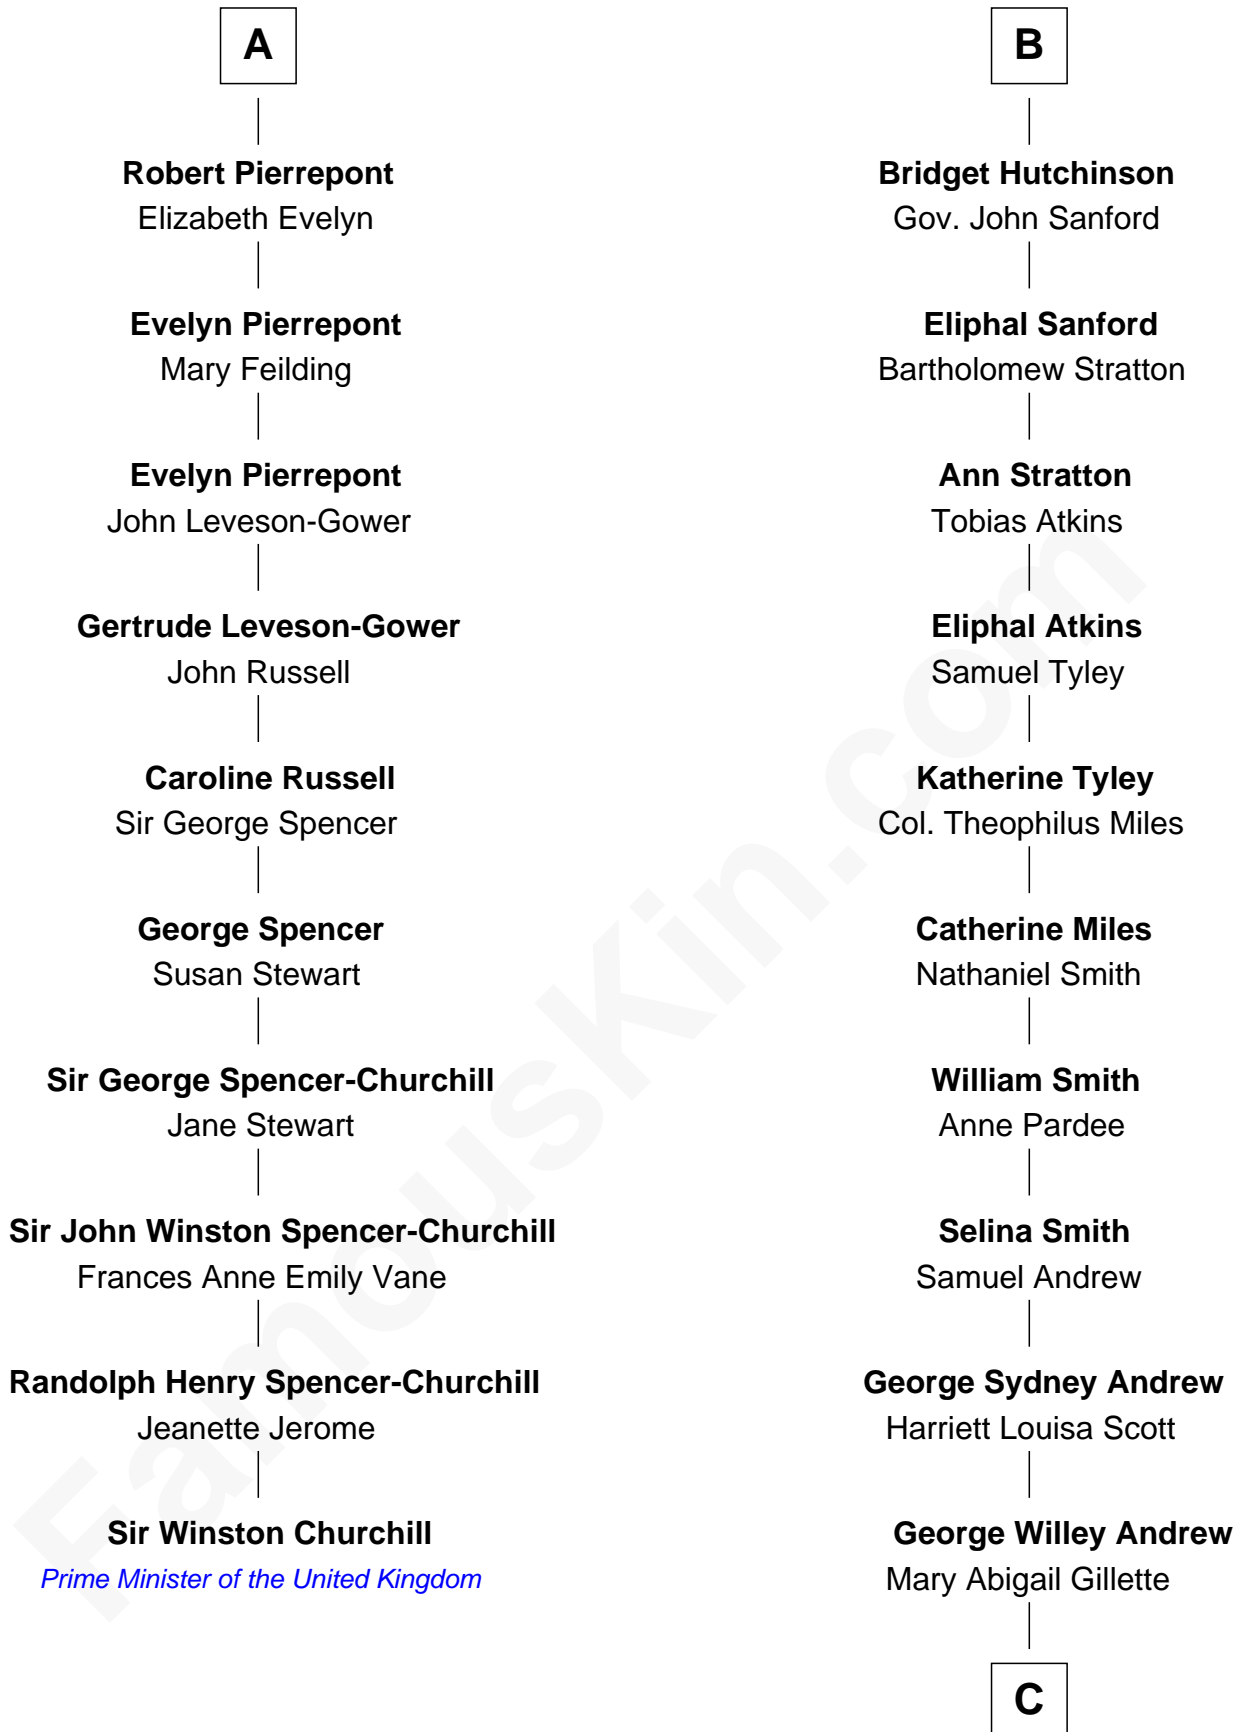 A
Robert Pierrepont
Elizabeth Evelyn
Evelyn Pierrepont
Mary Feilding
Evelyn Pierrepont
John Leveson-Gower
Gertrude Leveson-Gower
John Russell
Caroline Russell
Sir George Spencer
George Spencer
Susan Stewart
Sir George Spencer-Churchill
Jane Stewart
Sir John Winston Spencer-Churchill
Frances Anne Emily Vane
Randolph Henry Spencer-Churchill
Jeanette Jerome
Sir Winston Churchill
Prime Minister of the United Kingdom
B
Bridget Hutchinson
Gov. John Sanford
Eliphal Sanford
Bartholomew Stratton
Ann Stratton
Tobias Atkins
Eliphal Atkins
Samuel Tyley
Katherine Tyley
Col. Theophilus Miles
Catherine Miles
Nathaniel Smith
William Smith
Anne Pardee
Selina Smith
Samuel Andrew
George Sydney Andrew
Harriett Louisa Scott
George Willey Andrew
Mary Abigail Gillette
C
FamousKin.com